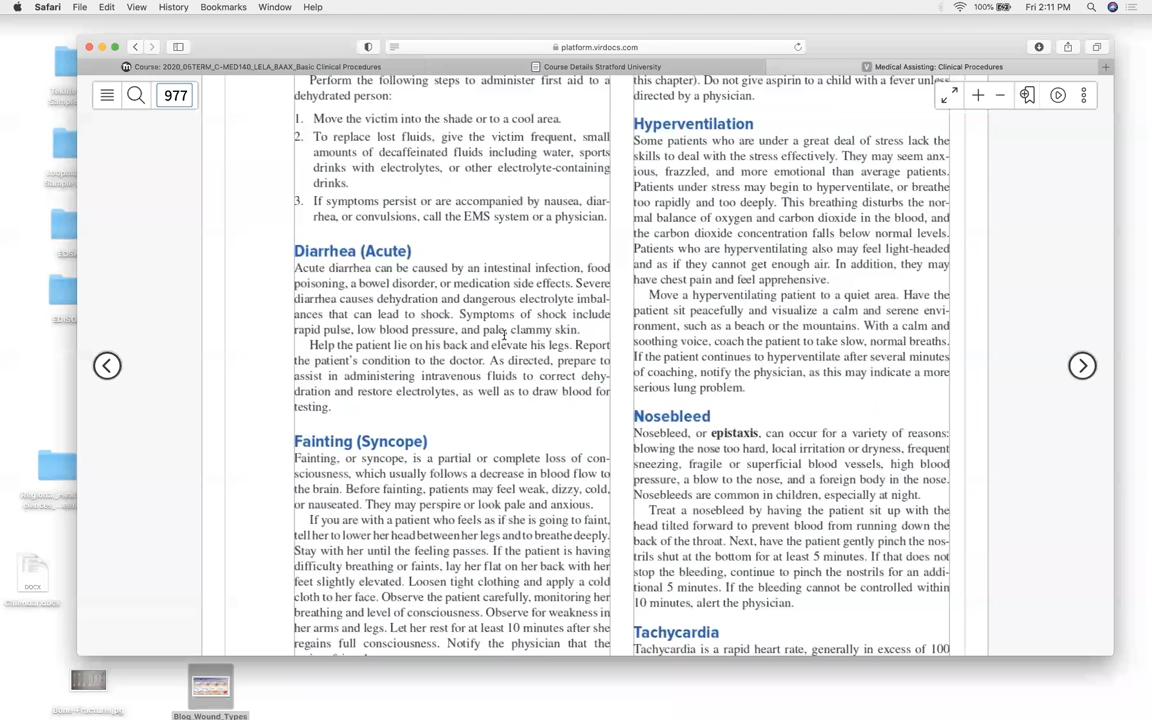 Safari File Edit View History Bookmarks Window Help
100% Fri 2:11 PM
platform.virdocs.com
Course: 2020_05TERM_C-MED140_LELA_BAAX_Basic Clinical Procedures
Course Details Stratford University
Medical Assisting: Clinical Procedures
977
Perform the following steps to administer first aid to a
dehydrated person:
1. Move the victim into the shade or to a cool area.
2. To replace lost fluids, give the victim frequent, small
amounts of decaffeinated fluids including water, sports
drinks with electrolytes, or other electrolyte-containing
drinks.
3. If symptoms persist or are accompanied by nausea, diar-
rhea, or convulsions, call the EMS system or a physician.
Diarrhea (Acute)
Acute diarrhea can be caused by an intestinal infection, food
poisoning, a bowel disorder, or medication side effects. Severe
diarrhea causes dehydration and dangerous electrolyte imbal-
ances that can lead to shock. Symptoms of shock include
rapid pulse, low blood pressure, and pale, clammy skin.
Help the patient lie on his back and elevate his legs. Report
the patient's condition to the doctor. As directed, prepare to
assist in administering intravenous fluids to correct dehy-
dration and restore electrolytes, as well as to draw blood for
testing.
Fainting (Syncope)
Fainting, or syncope, is a partial or complete loss of con-
sciousness, which usually follows a decrease in blood flow to
the brain. Before fainting, patients may feel weak, dizzy, cold,
or nauseated. They may perspire or look pale and anxious.
If you are with a patient who feels as if she is going to faint,
tell her to lower her head between her legs and to breathe deeply.
Stay with her until the feeling passes. If the patient is having
difficulty breathing or faints, lay her flat on her back with her
feet slightly elevated. Loosen tight clothing and apply a cold
cloth to her face. Observe the patient carefully, monitoring her
breathing and level of consciousness. Observe for weakness in
her arms and legs. Let her rest for at least 10 minutes after she
regains full consciousness. Notify the physician that the
this chapter). Do not give aspirin to a child with a fever unless
directed by a physician.
Hyperventilation
Some patients who are under a great deal of stress lack the
skills to deal with the stress effectively. They may seem anx-
ious, frazzled, and more emotional than average patients.
Patients under stress may begin to hyperventilate, or breathe
too rapidly and too deeply. This breathing disturbs the nor-
mal balance of oxygen and carbon dioxide in the blood, and
the carbon dioxide concentration falls below normal levels.
Patients who are hyperventilating also may feel light-headed
and as if they cannot get enough air. In addition, they may
have chest pain and feel apprehensive.
Move a hyperventilating patient to a quiet area. Have the
patient sit peacefully and visualize a calm and serene envi-
ronment, such as a beach or the mountains. With a calm and
soothing voice, coach the patient to take slow, normal breaths.
If the patient continues to hyperventilate after several minutes
of coaching, notify the physician, as this may indicate a more
serious lung problem.
Nosebleed
Nosebleed, or epistaxis, can occur for a variety of reasons:
blowing the nose too hard, local irritation or dryness, frequent
sneezing, fragile or superficial blood vessels, high blood
pressure, a blow to the nose, and a foreign body in the nose.
Nosebleeds are common in children, especially at night.
Treat a nosebleed by having the patient sit up with the
head tilted forward to prevent blood from running down the
back of the throat. Next, have the patient gently pinch the nos-
trils shut at the bottom for at least 5 minutes. If that does not
stop the bleeding, continue to pinch the nostrils for an addi-
tional 5 minutes. If the bleeding cannot be controlled within
10 minutes, alert the physician.
Tachycardia
Tachycardia is a rapid heart rate, generally in excess of 100
DOCX
Bone-Fracture.jpg
Blog_Wound_Types